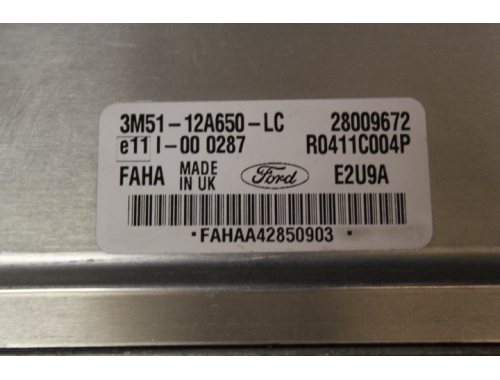 3M51-12A650-LC 28009672
e11 I-00 0287 R0411C004P
FAHA MADE IN UK Ford E2U9A
*FAHAA42850903*